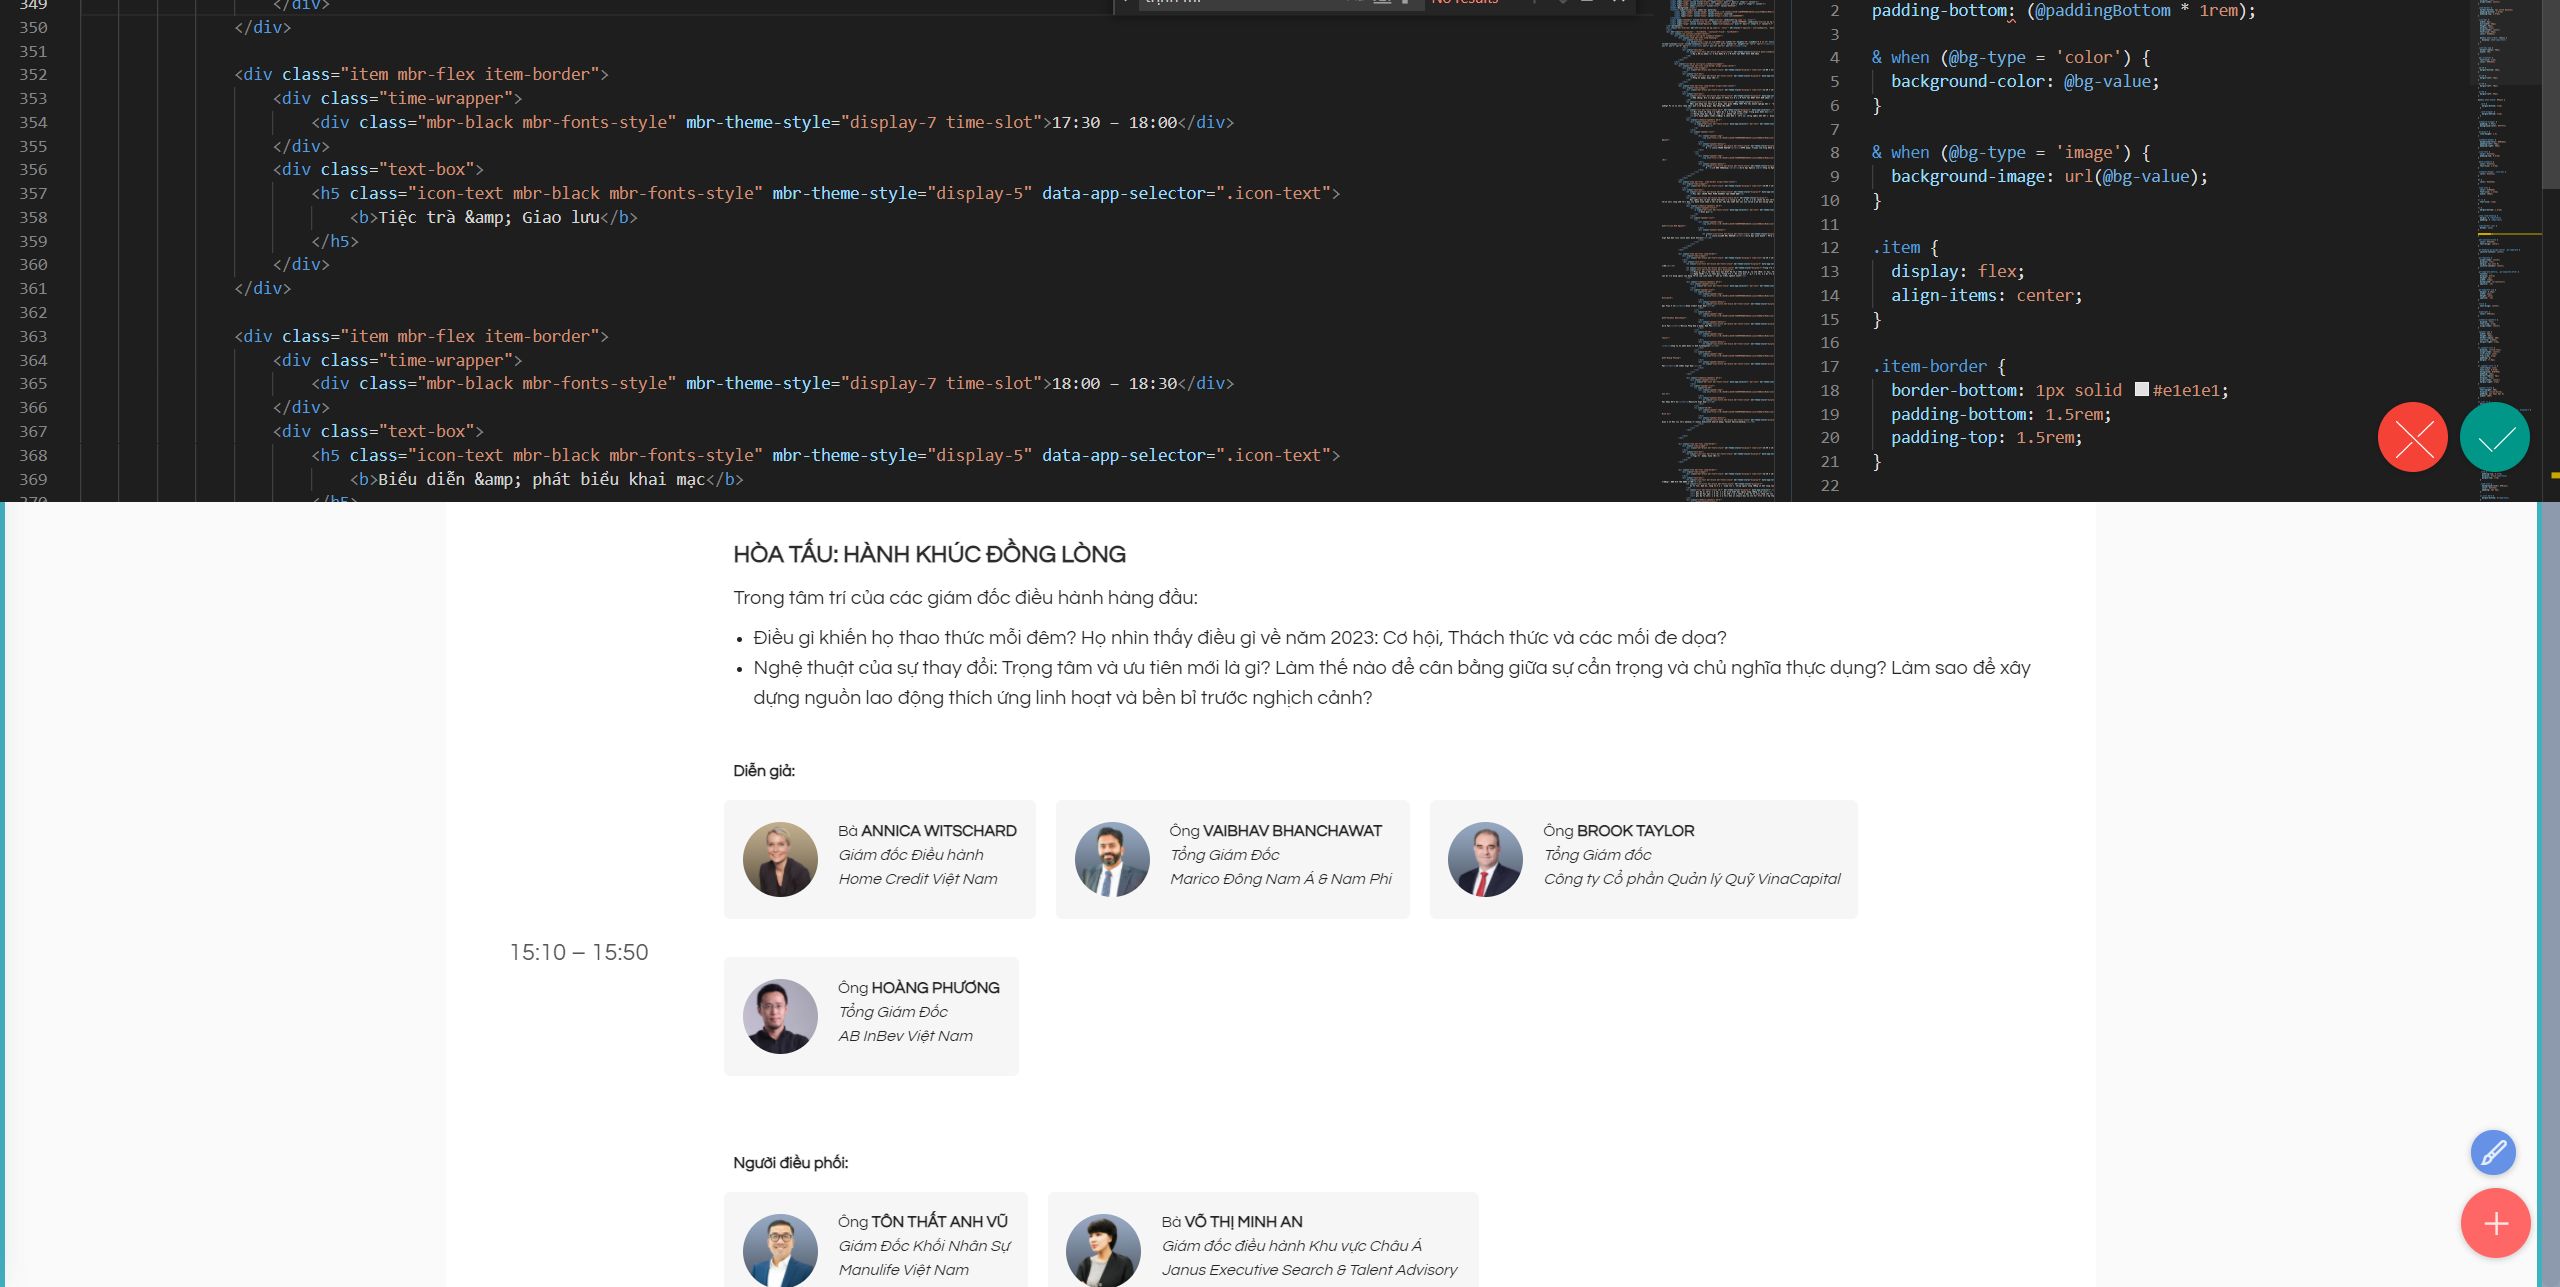 349 </div>
350 </div>
351
352 <div class="item mbr-flex item-border">
353 <div class="time-wrapper">
354 <div class="mbr-black mbr-fonts-style" mbr-theme-style="display-7 time-slot">17:30 – 18:00</div>
355 </div>
356 <div class="text-box">
357 <h5 class="icon-text mbr-black mbr-fonts-style" mbr-theme-style="display-5" data-app-selector=".icon-text">
358 <b>Tiệc trà &amp; Giao lưu</b>
359 </h5>
360 </div>
361 </div>
362
363 <div class="item mbr-flex item-border">
364 <div class="time-wrapper">
365 <div class="mbr-black mbr-fonts-style" mbr-theme-style="display-7 time-slot">18:00 – 18:30</div>
366 </div>
367 <div class="text-box">
368 <h5 class="icon-text mbr-black mbr-fonts-style" mbr-theme-style="display-5" data-app-selector=".icon-text">
369 <b>Biểu diễn &amp; phát biểu khai mạc</b>
370 </h5>
No results
2 padding-bottom: (@paddingBottom * 1rem);
3
4 & when (@bg-type = 'color') {
5 background-color: @bg-value;
6 }
7
8 & when (@bg-type = 'image') {
9 background-image: url(@bg-value);
10 }
11
12 .item {
13 display: flex;
14 align-items: center;
15 }
16
17 .item-border {
18 border-bottom: 1px solid #e1e1e1;
19 padding-bottom: 1.5rem;
20 padding-top: 1.5rem;
21 }
22
HÒA TẤU: HÀNH KHÚC ĐỒNG LÒNG
Trong tâm trí của các giám đốc điều hành hàng đầu:
• Điều gì khiến họ thao thức mỗi đêm? Họ nhìn thấy điều gì về năm 2023: Cơ hội, Thách thức và các mối đe dọa?
• Nghệ thuật của sự thay đổi: Trọng tâm và ưu tiên mới là gì? Làm thế nào để cân bằng giữa sự cẩn trọng và chủ nghĩa thực dụng? Làm sao để xây
dựng nguồn lao động thích ứng linh hoạt và bền bỉ trước nghịch cảnh?
Diễn giả:
Bà ANNICA WITSCHARD
Giám đốc Điều hành
Home Credit Việt Nam
Ông VAIBHAV BHANCHAWAT
Tổng Giám Đốc
Marico Đông Nam Á & Nam Phi
Ông BROOK TAYLOR
Tổng Giám đốc
Công ty Cổ phần Quản lý Quỹ VinaCapital
15:10 – 15:50
Ông HOÀNG PHƯƠNG
Tổng Giám Đốc
AB InBev Việt Nam
Người điều phối:
Ông TÔN THẤT ANH VŨ
Giám Đốc Khối Nhân Sự
Manulife Việt Nam
Bà VÕ THỊ MINH AN
Giám đốc điều hành Khu vực Châu Á
Janus Executive Search & Talent Advisory